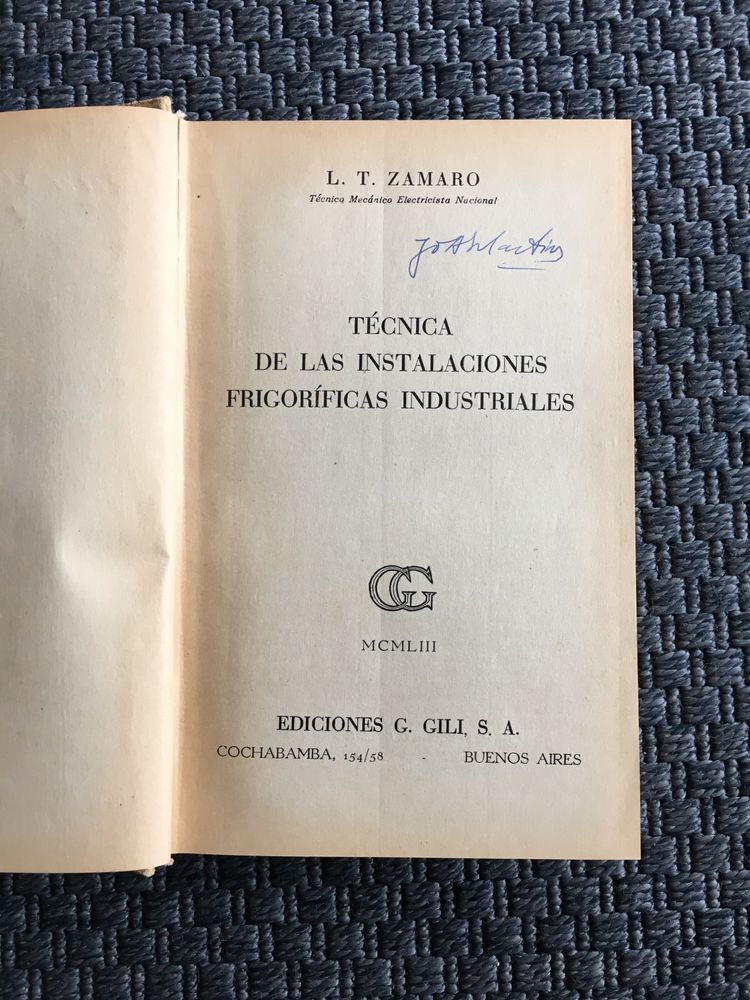 L. T. ZAMARO
Técnico Mecánico Electricista Nacional
TÉCNICA
DE LAS INSTALACIONES
FRIGORÍFICAS INDUSTRIALES
GG
MCMLIII
EDICIONES G. GILI, S. A.
COCHABAMBA, 154/58 - BUENOS AIRES